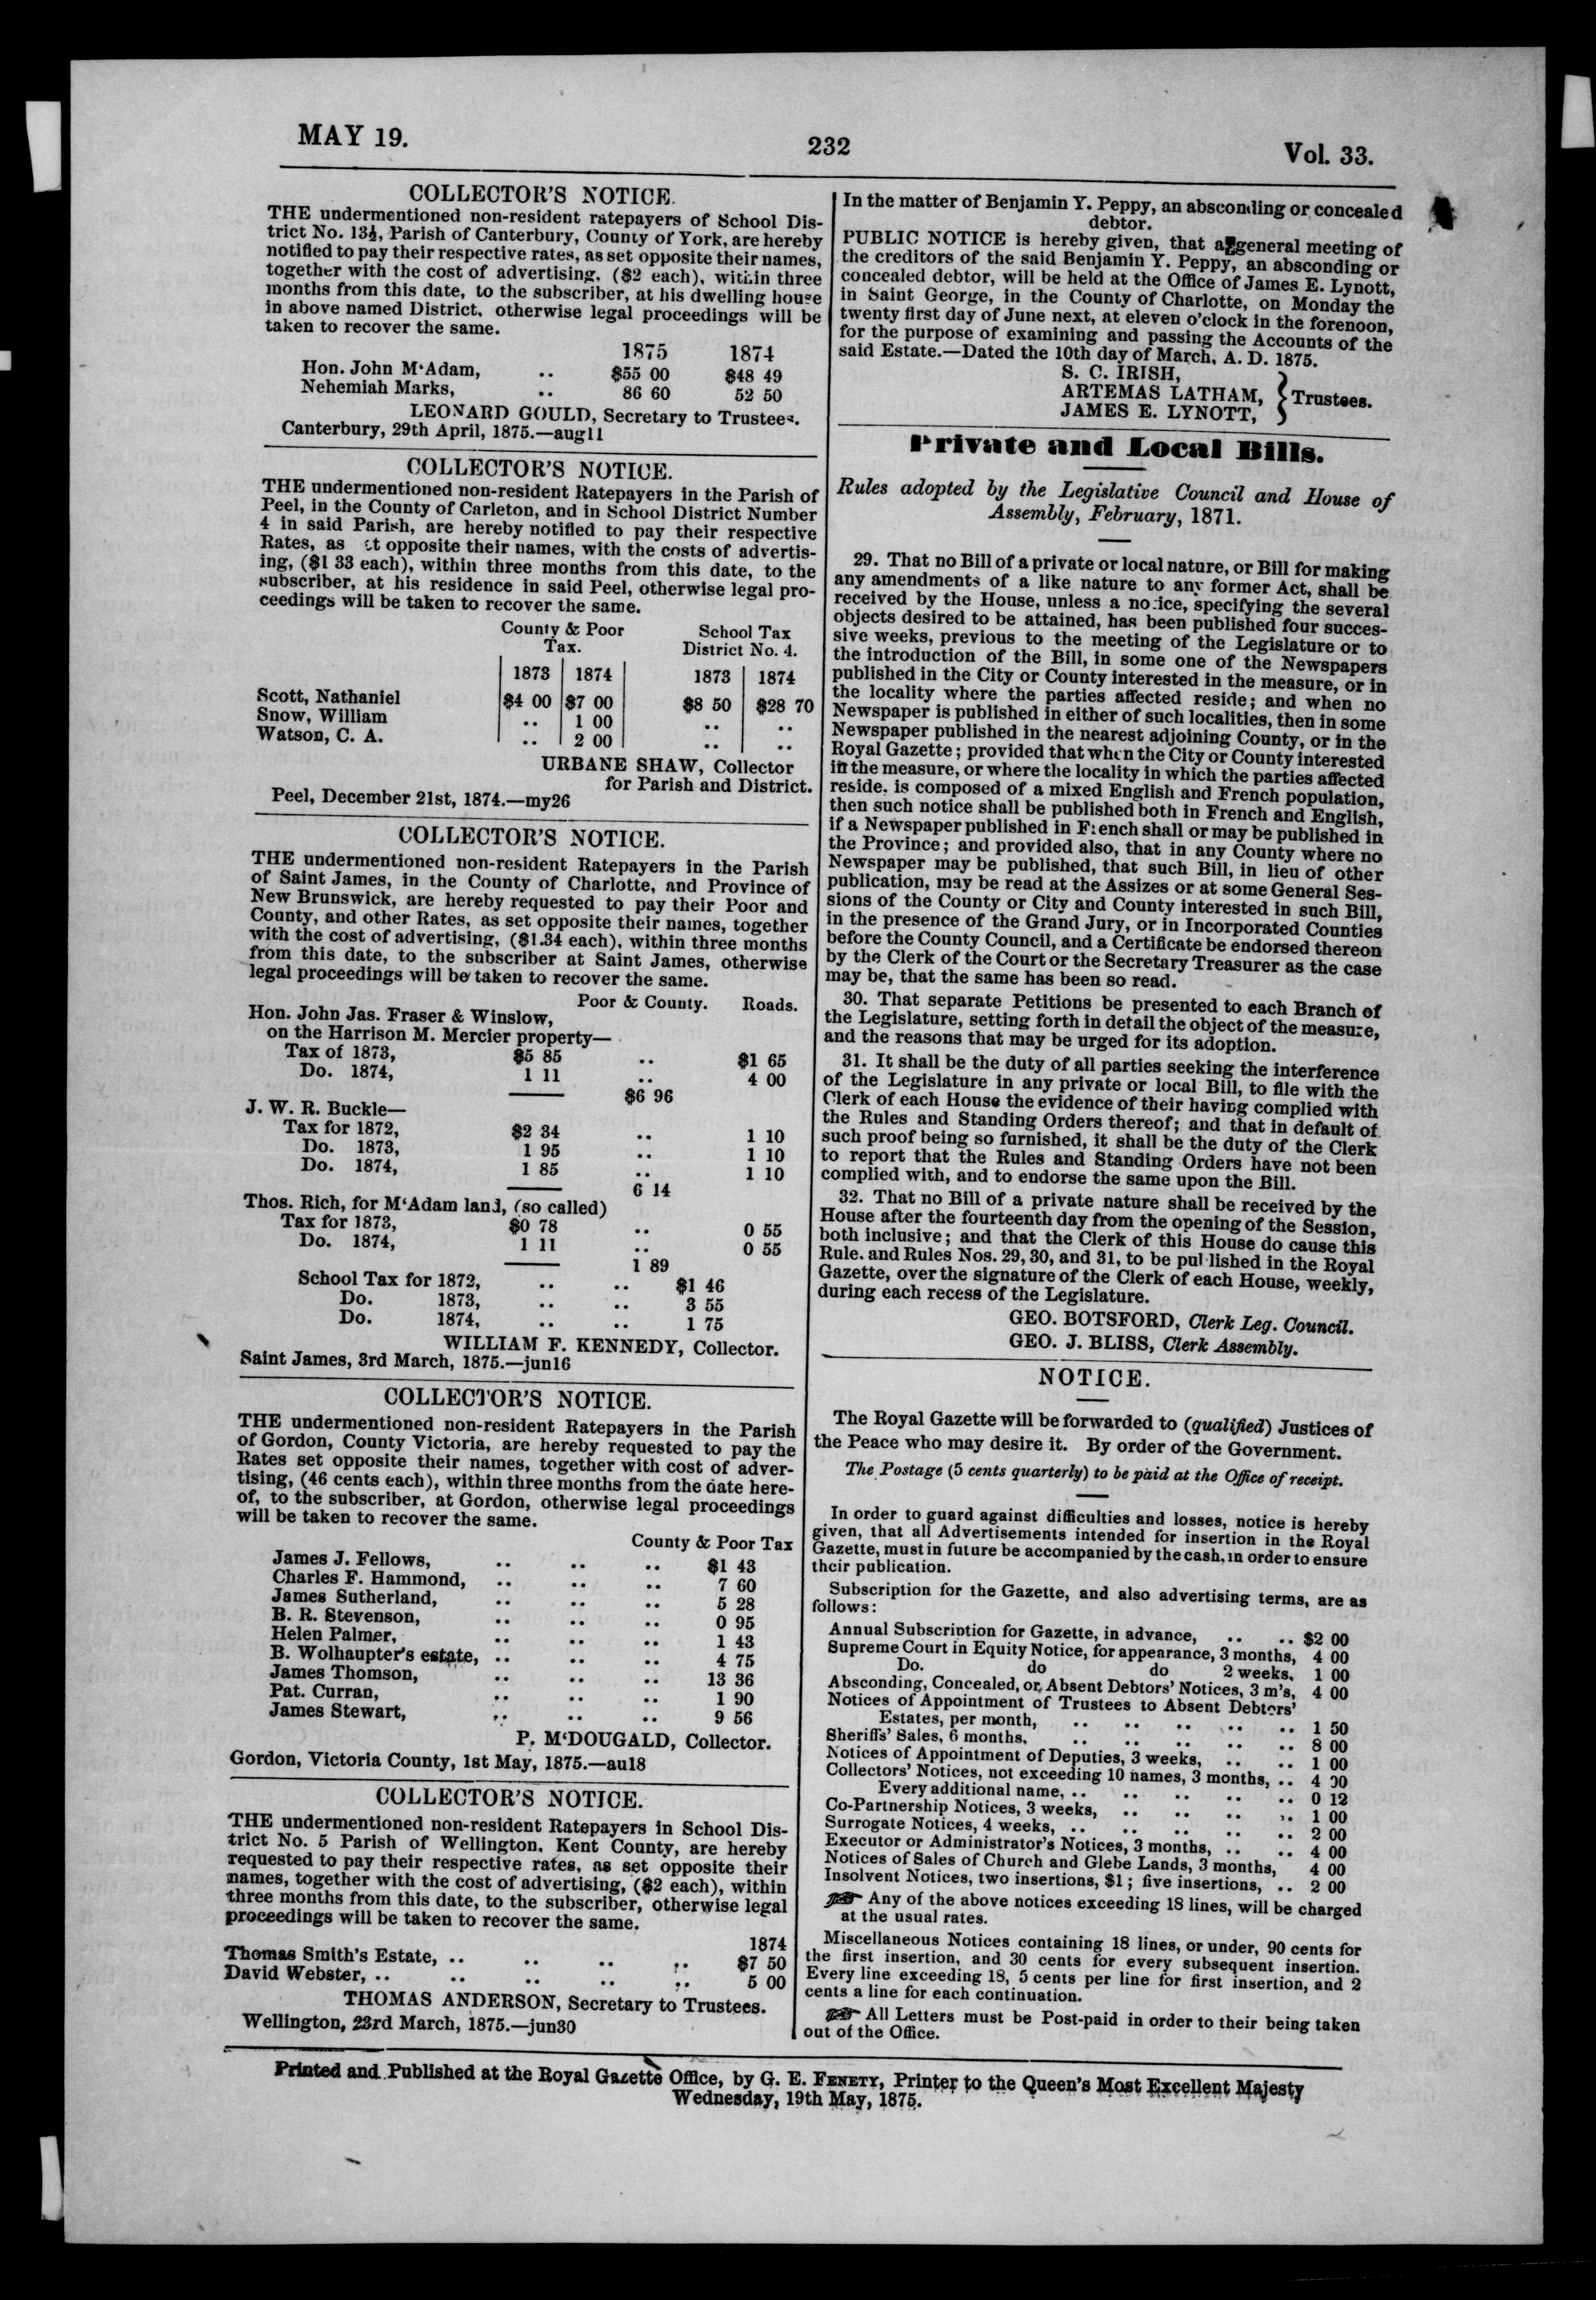 MAY 19.
232
Vol. 33.
COLLECTOR'S NOTICE.
THE undermentioned non-resident ratepayers of School Dis-
trict No. 13½, Parish of Canterbury, County of York, are hereby
notified to pay their respective rates, as set opposite their names,
together with the cost of advertising, ($2 each), within three
months from this date, to the subscriber, at his dwelling house
in above named District, otherwise legal proceedings will be
taken to recover the same.
1875 1874
Hon. John M'Adam, .. $55 00 $48 49
Nehemiah Marks, .. 86 60 52 50
LEONARD GOULD, Secretary to Trustees.
Canterbury, 29th April, 1875.—aug11
COLLECTOR'S NOTICE.
THE undermentioned non-resident Ratepayers in the Parish of
Peel, in the County of Carleton, and in School District Number
4 in said Parish, are hereby notified to pay their respective
Rates, as set opposite their names, with the costs of advertis-
ing, ($1 33 each), within three months from this date, to the
subscriber, at his residence in said Peel, otherwise legal pro-
ceedings will be taken to recover the same.
County & Poor School Tax
Tax. District No. 4.
1873 1874 1873 1874
Scott, Nathaniel $4 00 $7 00 $8 50 $28 70
Snow, William .. 1 00 .. ..
Watson, C. A. .. 2 00 .. ..
URBANE SHAW, Collector
for Parish and District.
Peel, December 21st, 1874.—my26
COLLECTOR'S NOTICE.
THE undermentioned non-resident Ratepayers in the Parish
of Saint James, in the County of Charlotte, and Province of
New Brunswick, are hereby requested to pay their Poor and
County, and other Rates, as set opposite their names, together
with the cost of advertising, ($1.34 each), within three months
from this date, to the subscriber at Saint James, otherwise
legal proceedings will be taken to recover the same.
Poor & County. Roads.
Hon. John Jas. Fraser & Winslow,
on the Harrison M. Mercier property—
Tax of 1873, $5 85 .. $1 65
Do. 1874, 1 11 .. 4 00
$6 96
J. W. R. Buckle—
Tax for 1872, $2 34 .. 1 10
Do. 1873, 1 95 .. 1 10
Do. 1874, 1 85 .. 1 10
6 14
Thos. Rich, for M'Adam land, (so called)
Tax for 1873, $0 78 .. 0 55
Do. 1874, 1 11 .. 0 55
1 89
School Tax for 1872, .. .. $1 46
Do. 1873, .. .. 3 55
Do. 1874, .. .. 1 75
WILLIAM F. KENNEDY, Collector.
Saint James, 3rd March, 1875.—jun16
COLLECTOR'S NOTICE.
THE undermentioned non-resident Ratepayers in the Parish
of Gordon, County Victoria, are hereby requested to pay the
Rates set opposite their names, together with cost of adver-
tising, (46 cents each), within three months from the date here-
of, to the subscriber, at Gordon, otherwise legal proceedings
will be taken to recover the same.
County & Poor Tax
James J. Fellows, .. .. .. $1 43
Charles F. Hammond, .. .. .. 7 60
James Sutherland, .. .. .. 5 28
B. R. Stevenson, .. .. .. 0 95
Helen Palmer, .. .. .. 1 43
B. Wolhaupter's estate, .. .. .. 4 75
James Thomson, .. .. .. 13 36
Pat. Curran, .. .. .. 1 90
James Stewart, .. .. .. 9 56
P. M'DOUGALD, Collector.
Gordon, Victoria County, 1st May, 1875.—au18
COLLECTOR'S NOTICE.
THE undermentioned non-resident Ratepayers in School Dis-
trict No. 5 Parish of Wellington, Kent County, are hereby
requested to pay their respective rates, as set opposite their
names, together with the cost of advertising, ($2 each), within
three months from this date, to the subscriber, otherwise legal
proceedings will be taken to recover the same.
1874
Thomas Smith's Estate, .. .. .. .. $7 50
David Webster, .. .. .. .. .. 5 00
THOMAS ANDERSON, Secretary to Trustees.
Wellington, 23rd March, 1875.—jun30
In the matter of Benjamin Y. Peppy, an absconding or concealed
debtor.
PUBLIC NOTICE is hereby given, that a general meeting of
the creditors of the said Benjamin Y. Peppy, an absconding or
concealed debtor, will be held at the Office of James E. Lynott,
in Saint George, in the County of Charlotte, on Monday the
twenty first day of June next, at eleven o'clock in the forenoon,
for the purpose of examining and passing the Accounts of the
said Estate.—Dated the 10th day of March, A. D. 1875.
S. C. IRISH,
ARTEMAS LATHAM, } Trustees.
JAMES E. LYNOTT,
Private and Local Bills.
Rules adopted by the Legislative Council and House of
Assembly, February, 1871.
29. That no Bill of a private or local nature, or Bill for making
any amendments of a like nature to any former Act, shall be
received by the House, unless a notice, specifying the several
objects desired to be attained, has been published four succes-
sive weeks, previous to the meeting of the Legislature or to
the introduction of the Bill, in some one of the Newspapers
published in the City or County interested in the measure, or in
the locality where the parties affected reside; and when no
Newspaper is published in either of such localities, then in some
Newspaper published in the nearest adjoining County, or in the
Royal Gazette; provided that when the City or County interested
in the measure, or where the locality in which the parties affected
reside, is composed of a mixed English and French population,
then such notice shall be published both in French and English,
if a Newspaper published in French shall or may be published in
the Province; and provided also, that in any County where no
Newspaper may be published, that such Bill, in lieu of other
publication, may be read at the Assizes or at some General Ses-
sions of the County or City and County interested in such Bill,
in the presence of the Grand Jury, or in Incorporated Counties
before the County Council, and a Certificate be endorsed thereon
by the Clerk of the Court or the Secretary Treasurer as the case
may be, that the same has been so read.
30. That separate Petitions be presented to each Branch of
the Legislature, setting forth in detail the object of the measure,
and the reasons that may be urged for its adoption.
31. It shall be the duty of all parties seeking the interference
of the Legislature in any private or local Bill, to file with the
Clerk of each House the evidence of their having complied with
the Rules and Standing Orders thereof; and that in default of
such proof being so furnished, it shall be the duty of the Clerk
to report that the Rules and Standing Orders have not been
complied with, and to endorse the same upon the Bill.
32. That no Bill of a private nature shall be received by the
House after the fourteenth day from the opening of the Session,
both inclusive; and that the Clerk of this House do cause this
Rule. and Rules Nos. 29, 30, and 31, to be published in the Royal
Gazette, over the signature of the Clerk of each House, weekly,
during each recess of the Legislature.
GEO. BOTSFORD, Clerk Leg. Council.
GEO. J. BLISS, Clerk Assembly.
NOTICE.
The Royal Gazette will be forwarded to (qualified) Justices of
the Peace who may desire it. By order of the Government.
The Postage (5 cents quarterly) to be paid at the Office of receipt.
In order to guard against difficulties and losses, notice is hereby
given, that all Advertisements intended for insertion in the Royal
Gazette, must in future be accompanied by the cash, in order to ensure
their publication.
Subscription for the Gazette, and also advertising terms, are as
follows:
Annual Subscription for Gazette, in advance, .. .. $2 00
Supreme Court in Equity Notice, for appearance, 3 months, 4 00
Do. do do 2 weeks. 1 00
Absconding, Concealed, or Absent Debtors' Notices, 3 m's, 4 00
Notices of Appointment of Trustees to Absent Debtors'
Estates, per month, .. .. .. .. .. 1 50
Sheriffs' Sales, 6 months. .. .. .. .. .. 8 00
Notices of Appointment of Deputies, 3 weeks, .. .. 1 00
Collectors' Notices, not exceeding 10 names, 3 months, .. 4 00
Every additional name, .. .. .. .. .. 0 12
Co-Partnership Notices, 3 weeks, .. .. .. .. 1 00
Surrogate Notices, 4 weeks, .. .. .. .. .. 2 00
Executor or Administrator's Notices, 3 months, .. .. 4 00
Notices of Sales of Church and Glebe Lands, 3 months, 4 00
Insolvent Notices, two insertions, $1; five insertions, .. 2 00
☞ Any of the above notices exceeding 18 lines, will be charged
at the usual rates.
Miscellaneous Notices containing 18 lines, or under, 90 cents for
the first insertion, and 30 cents for every subsequent insertion.
Every line exceeding 18, 5 cents per line for first insertion, and 2
cents a line for each continuation.
☞ All Letters must be Post-paid in order to their being taken
out of the Office.
Printed and Published at the Royal Gazette Office, by G. E. FENETY, Printer to the Queen's Most Excellent Majesty
Wednesday, 19th May, 1875.